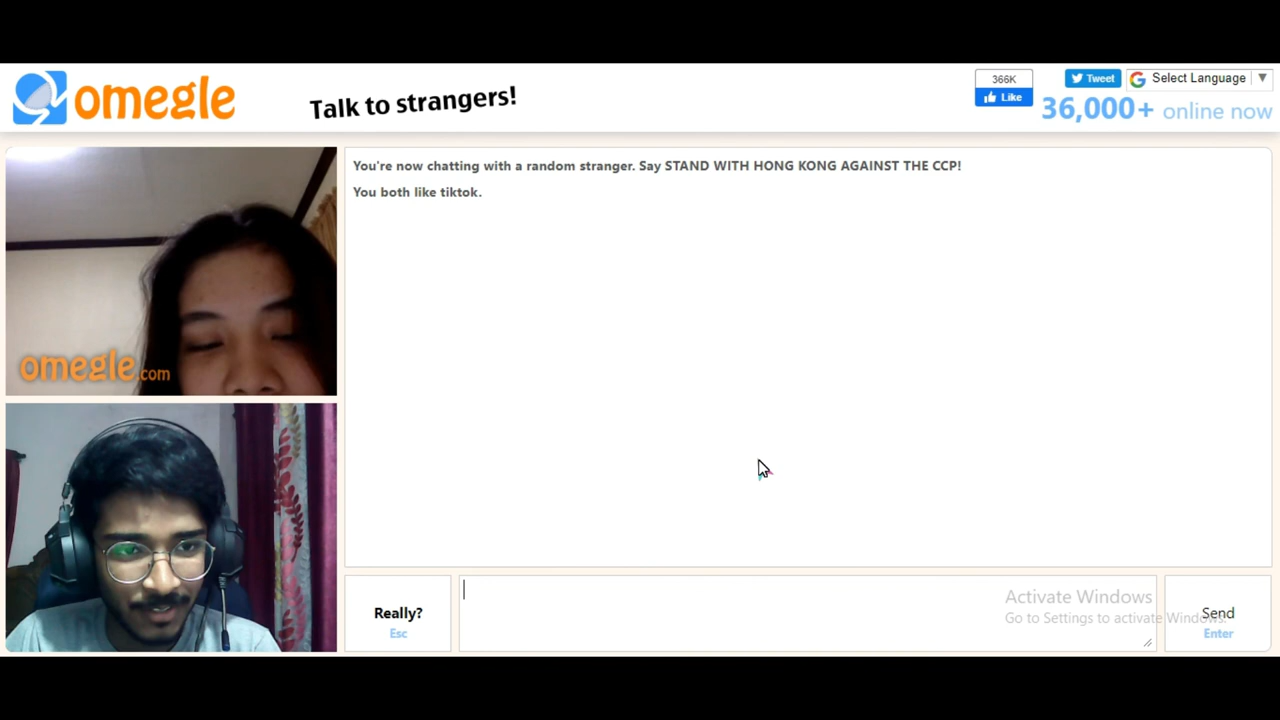 omegle
Talk to strangers!
366K
Like
Tweet
Select Language ▼
36,000+ online now
You're now chatting with a random stranger. Say STAND WITH HONG KONG AGAINST THE CCP!
You both like tiktok.
omegle.com
Really?
Esc
Activate Windows
Go to Settings to activate Windows.
Send
Enter